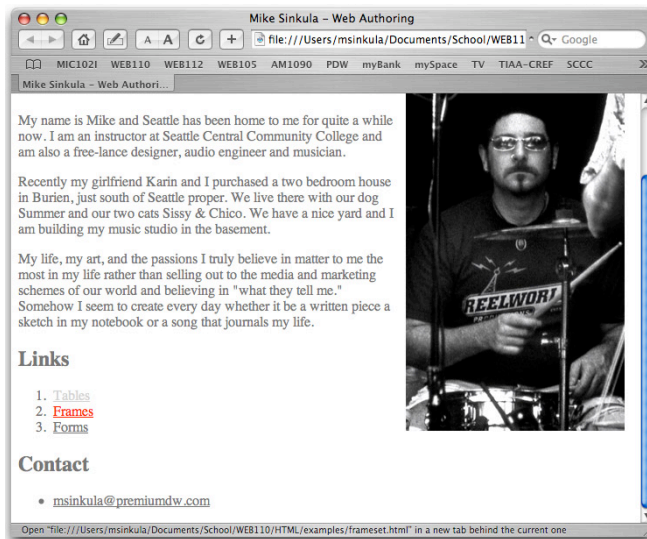 Mike Sinkula - Web Authoring
A A
file:///Users/msinkula/Documents/School/WEB11
Google
MIC102I WEB110 WEB112 WEB105 AM1090 PDW myBank mySpace TV TIAA-CREF SCCC
Mike Sinkula - Web Authori...
My name is Mike and Seattle has been home to me for quite a while
now. I am an instructor at Seattle Central Community College and
am also a free-lance designer, audio engineer and musician.
Recently my girlfriend Karin and I purchased a two bedroom house
in Burien, just south of Seattle proper. We live there with our dog
Summer and our two cats Sissy & Chico. We have a nice yard and I
am building my music studio in the basement.
My life, my art, and the passions I truly believe in matter to me the
most in my life rather than selling out to the media and marketing
schemes of our world and believing in "what they tell me."
Somehow I seem to create every day whether it be a written piece a
sketch in my notebook or a song that journals my life.
REELWOR
Links
1. Tables
2. Frames
3. Forms
Contact
• msinkula@premiumdw.com
Open "file:///Users/msinkula/Documents/School/WEB110/HTML/examples/frameset.html" in a new tab behind the current one